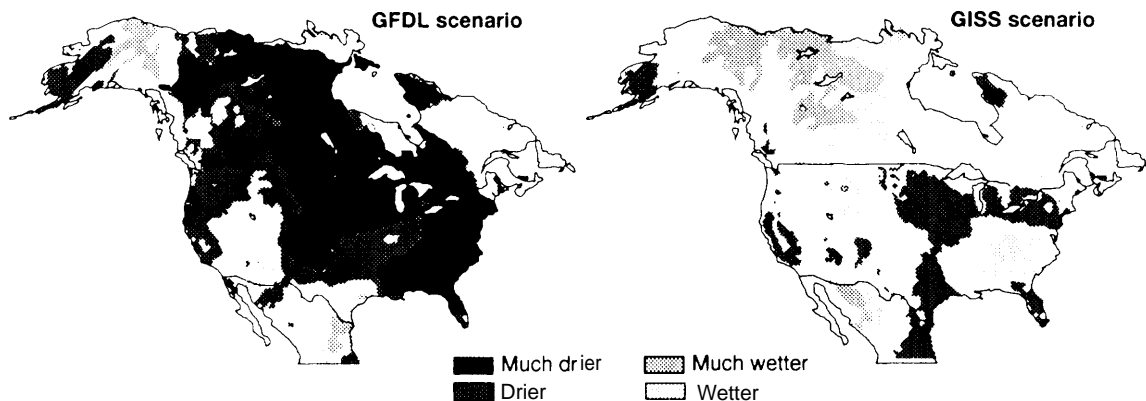 GFDL scenario
GISS scenario
Much drier
Much wetter
Drier
Wetter